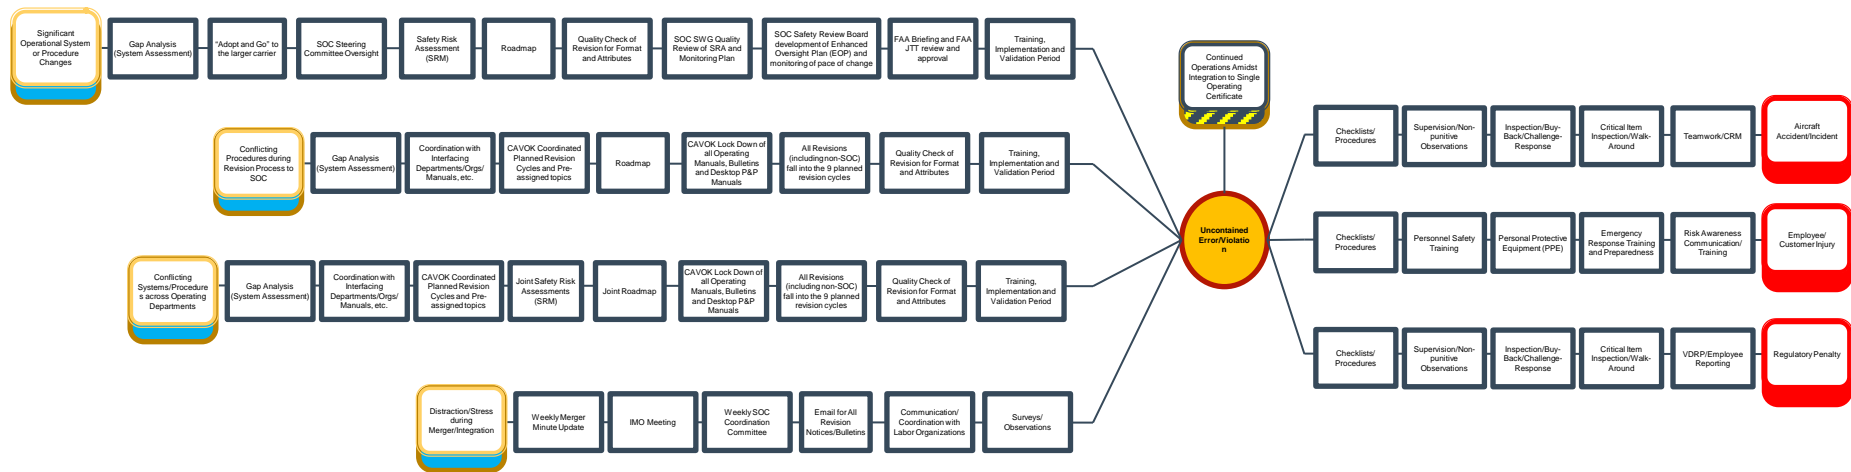 Significant
Operational System
or Procedure
Changes
Gap Analysis
(System Assessment)
"Adopt and Go" to
the larger carrier
SOC Steering
Committee Oversight
Safety Risk
Assessment
(SRM)
Roadmap
Quality Check of
Revision for Format
and Attributes
SOC SWG Quality
Review of SRA and
Monitoring Plan
SOC Safety Review Board
development of Enhanced
Oversight Plan (EOP) and
monitoring of pace of change
FAA Briefing and FAA
JTT review and
approval
Training,
Implementation and
Validation Period
Conflicting
Procedures during
Revision Process to
SOC
Gap Analysis
(System Assessment)
Coordination with
Interfacing
Departments/Orgs/
Manuals, etc.
CAVOK Coordinated
Planned Revision
Cycles and Pre-
assigned topics
Roadmap
CAVOK Lock Down of
all Operating
Manuals, Bulletins
and Desktop P&P
Manuals
All Revisions
(including non-SOC)
fall into the 9 planned
revision cycles
Quality Check of
Revision for Format
and Attributes
Training,
Implementation and
Validation Period
Conflicting
Systems/Procedure
s across Operating
Departments
Gap Analysis
(System Assessment)
Coordination with
Interfacing
Departments/Orgs/
Manuals, etc.
CAVOK Coordinated
Planned Revision
Cycles and Pre-
assigned topics
Joint Safety Risk
Assessments
(SRM)
Joint Roadmap
CAVOK Lock Down of
all Operating
Manuals, Bulletins
and Desktop P&P
Manuals
All Revisions
(including non-SOC)
fall into the 9 planned
revision cycles
Quality Check of
Revision for Format
and Attributes
Training,
Implementation and
Validation Period
Distraction/Stress
during
Merger/Integration
Weekly Merger
Minute Update
IMO Meeting
Weekly SOC
Coordination
Committee
Email for All
Revision
Notices/Bulletins
Communication/
Coordination with
Labor Organizations
Surveys/
Observations
Continued
Operations Amidst
Integration to Single
Operating
Certificate
Uncontained
Error/Violatio
n
Checklists/
Procedures
Supervision/Non-
punitive
Observations
Inspection/Buy-
Back/Challenge-
Response
Critical Item
Inspection/Walk-
Around
Teamwork/CRM
Aircraft
Accident/Incident
Checklists/
Procedures
Personnel Safety
Training
Personal Protective
Equipment (PPE)
Emergency
Response Training
and Preparedness
Risk Awareness
Communication/
Training
Employee/
Customer Injury
Checklists/
Procedures
Supervision/Non-
punitive
Observations
Inspection/Buy-
Back/Challenge-
Response
Critical Item
Inspection/Walk-
Around
VDRP/Employee
Reporting
Regulatory Penalty